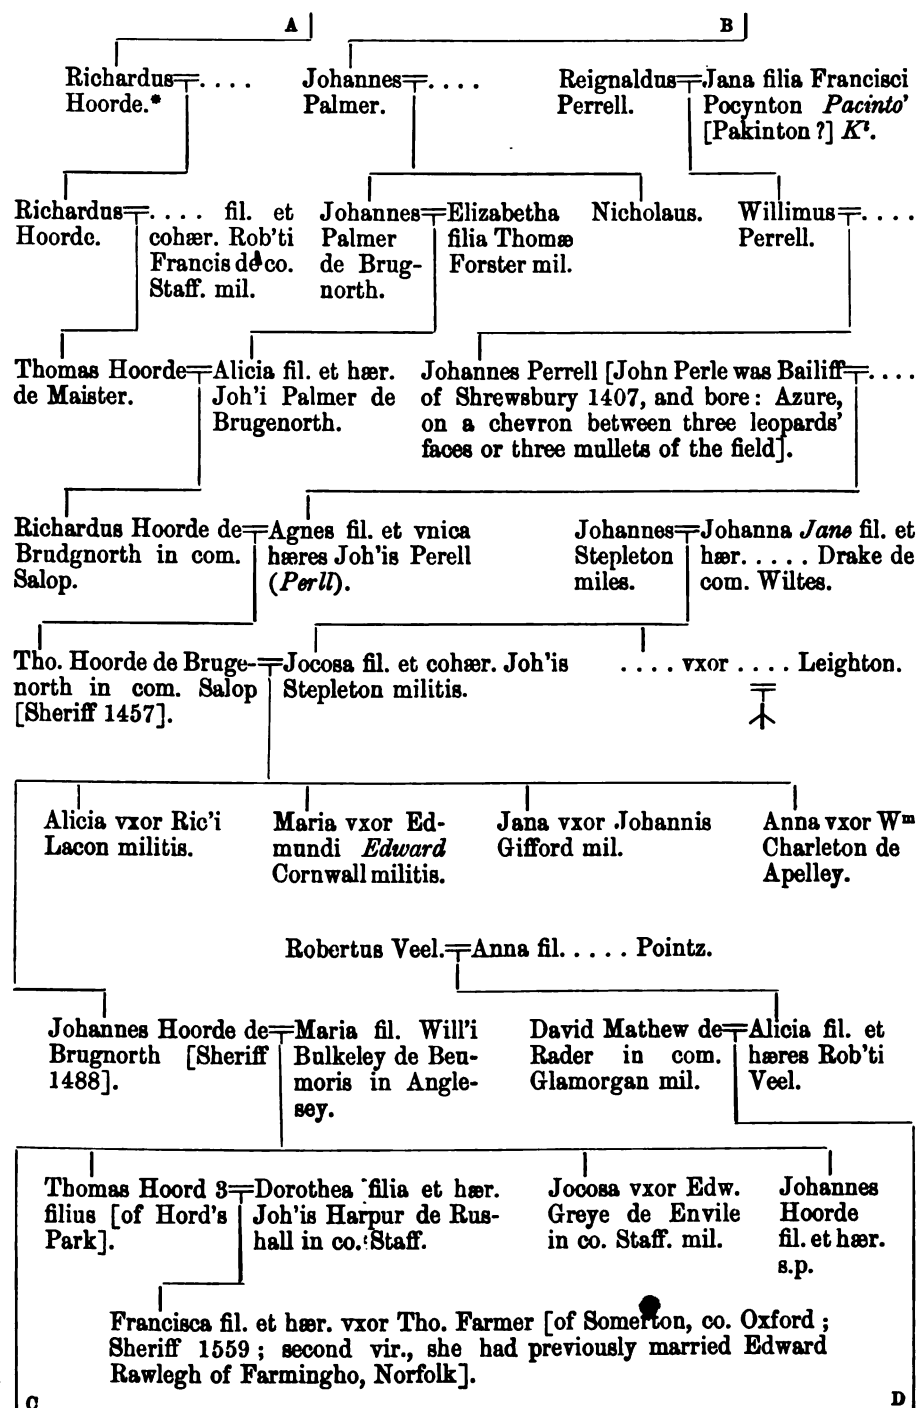 A
B
Richardus=. . . .
Hoorde.*
Johannes=. . . .
Palmer.
Reignaldus=Jana filia Francisci
Perrell.
Pocynton Pacinto'
[Pakinton ?] Kᵗ.
Richardus=. . . . fil. et
Hoorde.
cohær. Rob'ti
Francis de co.
Staff. mil.
Johannes=Elizabetha
Palmer
de Brug-
north.
filia Thomæ
Forster mil.
Nicholaus.
Willimus=. . . .
Perrell.
Thomas Hoorde=Alicia fil. et hær.
de Maister.
Joh'i Palmer de
Brugenorth.
Johannes Perrell [John Perle was Bailiff=. . . .
of Shrewsbury 1407, and bore: Azure,
on a chevron between three leopards'
faces or three mullets of the field].
Richardus Hoorde de=Agnes fil. et vnica
Brudgnorth in com.
Salop.
hæres Joh'is Perell
(Perll).
Johannes=Johanna Jane fil. et
Stepleton
miles.
hær. . . . . Drake de
com. Wiltes.
Tho. Hoorde de Bruge-=Jocosa fil. et cohær. Joh'is
north in com. Salop
[Sheriff 1457].
Stepleton militis.
. . . . vxor . . . . Leighton.
Alicia vxor Ric'i
Lacon militis.
Maria vxor Ed-
mundi Edward
Cornwall militis.
Jana vxor Johannis
Gifford mil.
Anna vxor Wᵐ
Charleton de
Apelley.
Robertus Veel.=Anna fil. . . . . Pointz.
Johannes Hoorde de=Maria fil. Will'i
Brugnorth [Sheriff
1488].
Bulkeley de Beu-
moris in Angle-
sey.
David Mathew de=Alicia fil. et
Rader in com.
Glamorgan mil.
hæres Rob'ti
Veel.
Thomas Hoord 3=Dorothea filia et hær.
filius [of Hord's
Park].
Joh'is Harpur de Rus-
hall in co. Staff.
Jocosa vxor Edw.
Greye de Envile
in co. Staff. mil.
Johannes
Hoorde
fil. et hær.
s.p.
Francisca fil. et hær. vxor Tho. Farmer [of Somerton, co. Oxford ;
Sheriff 1559 ; second vir., she had previously married Edward
Rawlegh of Farmingho, Norfolk].
C
D